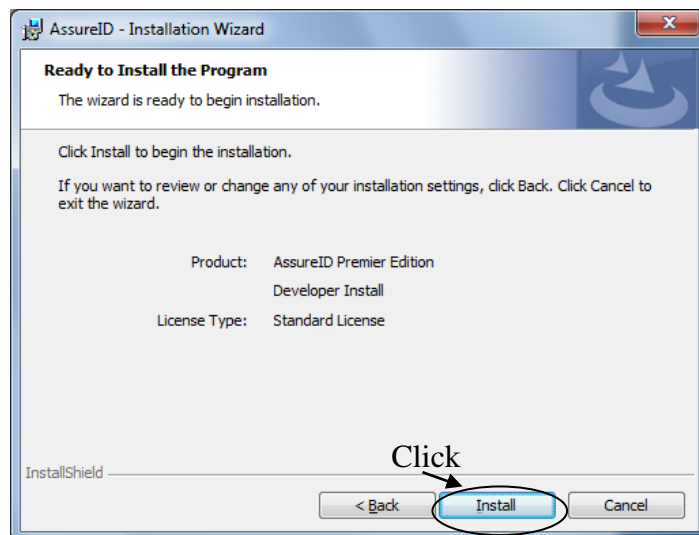 AssureID - Installation Wizard
Ready to Install the Program
The wizard is ready to begin installation.
Click Install to begin the installation.
If you want to review or change any of your installation settings, click Back. Click Cancel to
exit the wizard.
Product: AssureID Premier Edition
Developer Install
License Type: Standard License
Click
InstallShield
< Back Install Cancel